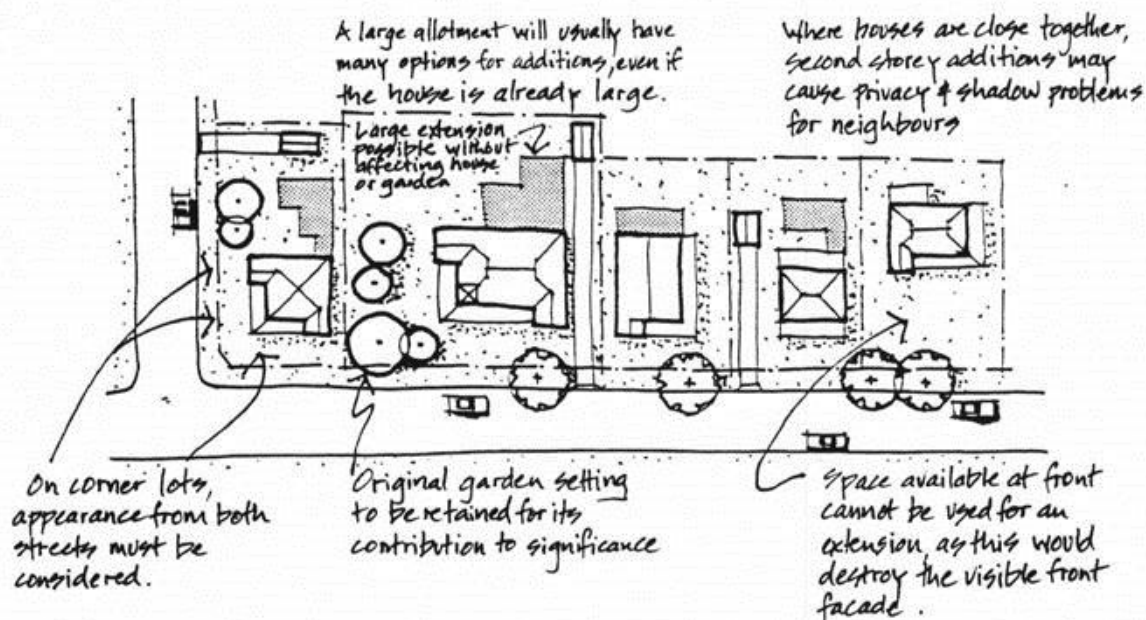 A large allotment will usually have
many options for additions, even if
the house is already large.
Where houses are close together,
second storey additions may
cause privacy & shadow problems
for neighbours
Large extension
possible without
affecting house
or garden
On corner lots,
appearance from both
streets must be
considered.
Original garden setting
to be retained for its
contribution to significance
Space available at front
cannot be used for an
extension, as this would
destroy the visible front
facade.